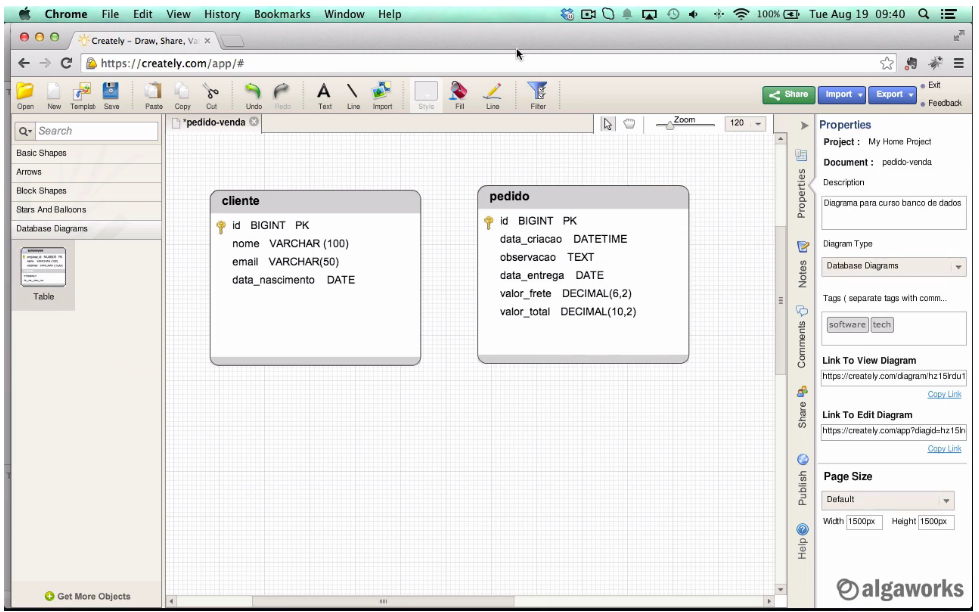 Chrome File Edit View History Bookmarks Window Help 100% Tue Aug 19 09:40
Creately – Draw, Share, Va
https://creately.com/app/#
Open New Templat Save Paste Copy Cut Undo Redo Text Line Import Style Fill Line Filter
Share Import Export Exit
Feedback
Search
Basic Shapes
Arrows
Block Shapes
Stars And Balloons
Database Diagrams
Table
Get More Objects
*pedido-venda
Zoom 120
cliente
id BIGINT PK
nome VARCHAR (100)
email VARCHAR(50)
data_nascimento DATE
pedido
id BIGINT PK
data_criacao DATETIME
observacao TEXT
data_entrega DATE
valor_frete DECIMAL(6,2)
valor_total DECIMAL(10,2)
Properties
Notes
Comments
Share
Publish
Help
Properties
Project : My Home Project
Document : pedido-venda
Description
Diagrama para curso banco de dados
Diagram Type
Database Diagrams
Tags ( separate tags with comm...
software tech
Link To View Diagram
https://creately.com/diagram/hz15lrdu1
Copy Link
Link To Edit Diagram
https://creately.com/app?diagid=hz15lr
Copy Link
Page Size
Default
Width 1500px Height 1500px
algaworks